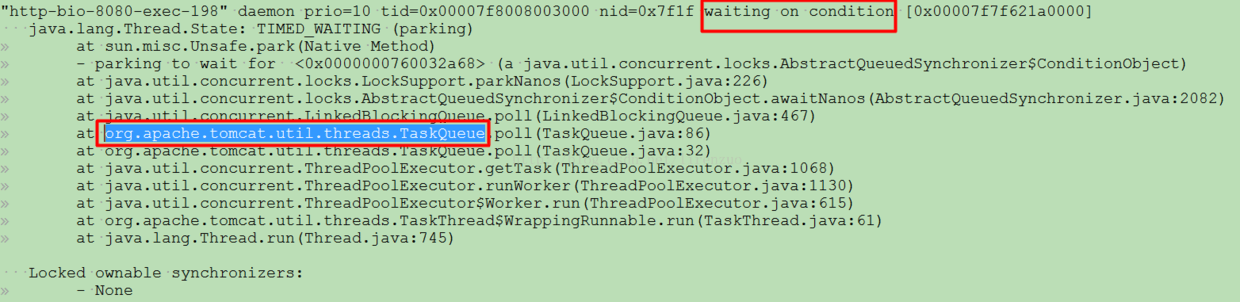 "http-bio-8080-exec-198" daemon prio=10 tid=0x00007f8008003000 nid=0x7f1f waiting on condition [0x00007f7f621a0000]
java.lang.Thread.State: TIMED_WAITING (parking)
» at sun.misc.Unsafe.park(Native Method)
» - parking to wait for <0x0000000760032a68> (a java.util.concurrent.locks.AbstractQueuedSynchronizer$ConditionObject)
» at java.util.concurrent.locks.LockSupport.parkNanos(LockSupport.java:226)
» at java.util.concurrent.locks.AbstractQueuedSynchronizer$ConditionObject.awaitNanos(AbstractQueuedSynchronizer.java:2082)
» at java.util.concurrent.LinkedBlockingQueue.poll(LinkedBlockingQueue.java:467)
» at org.apache.tomcat.util.threads.TaskQueue.poll(TaskQueue.java:86)
» at org.apache.tomcat.util.threads.TaskQueue.poll(TaskQueue.java:32)
» at java.util.concurrent.ThreadPoolExecutor.getTask(ThreadPoolExecutor.java:1068)
» at java.util.concurrent.ThreadPoolExecutor.runWorker(ThreadPoolExecutor.java:1130)
» at java.util.concurrent.ThreadPoolExecutor$Worker.run(ThreadPoolExecutor.java:615)
» at org.apache.tomcat.util.threads.TaskThread$WrappingRunnable.run(TaskThread.java:61)
» at java.lang.Thread.run(Thread.java:745)
Locked ownable synchronizers:
» - None